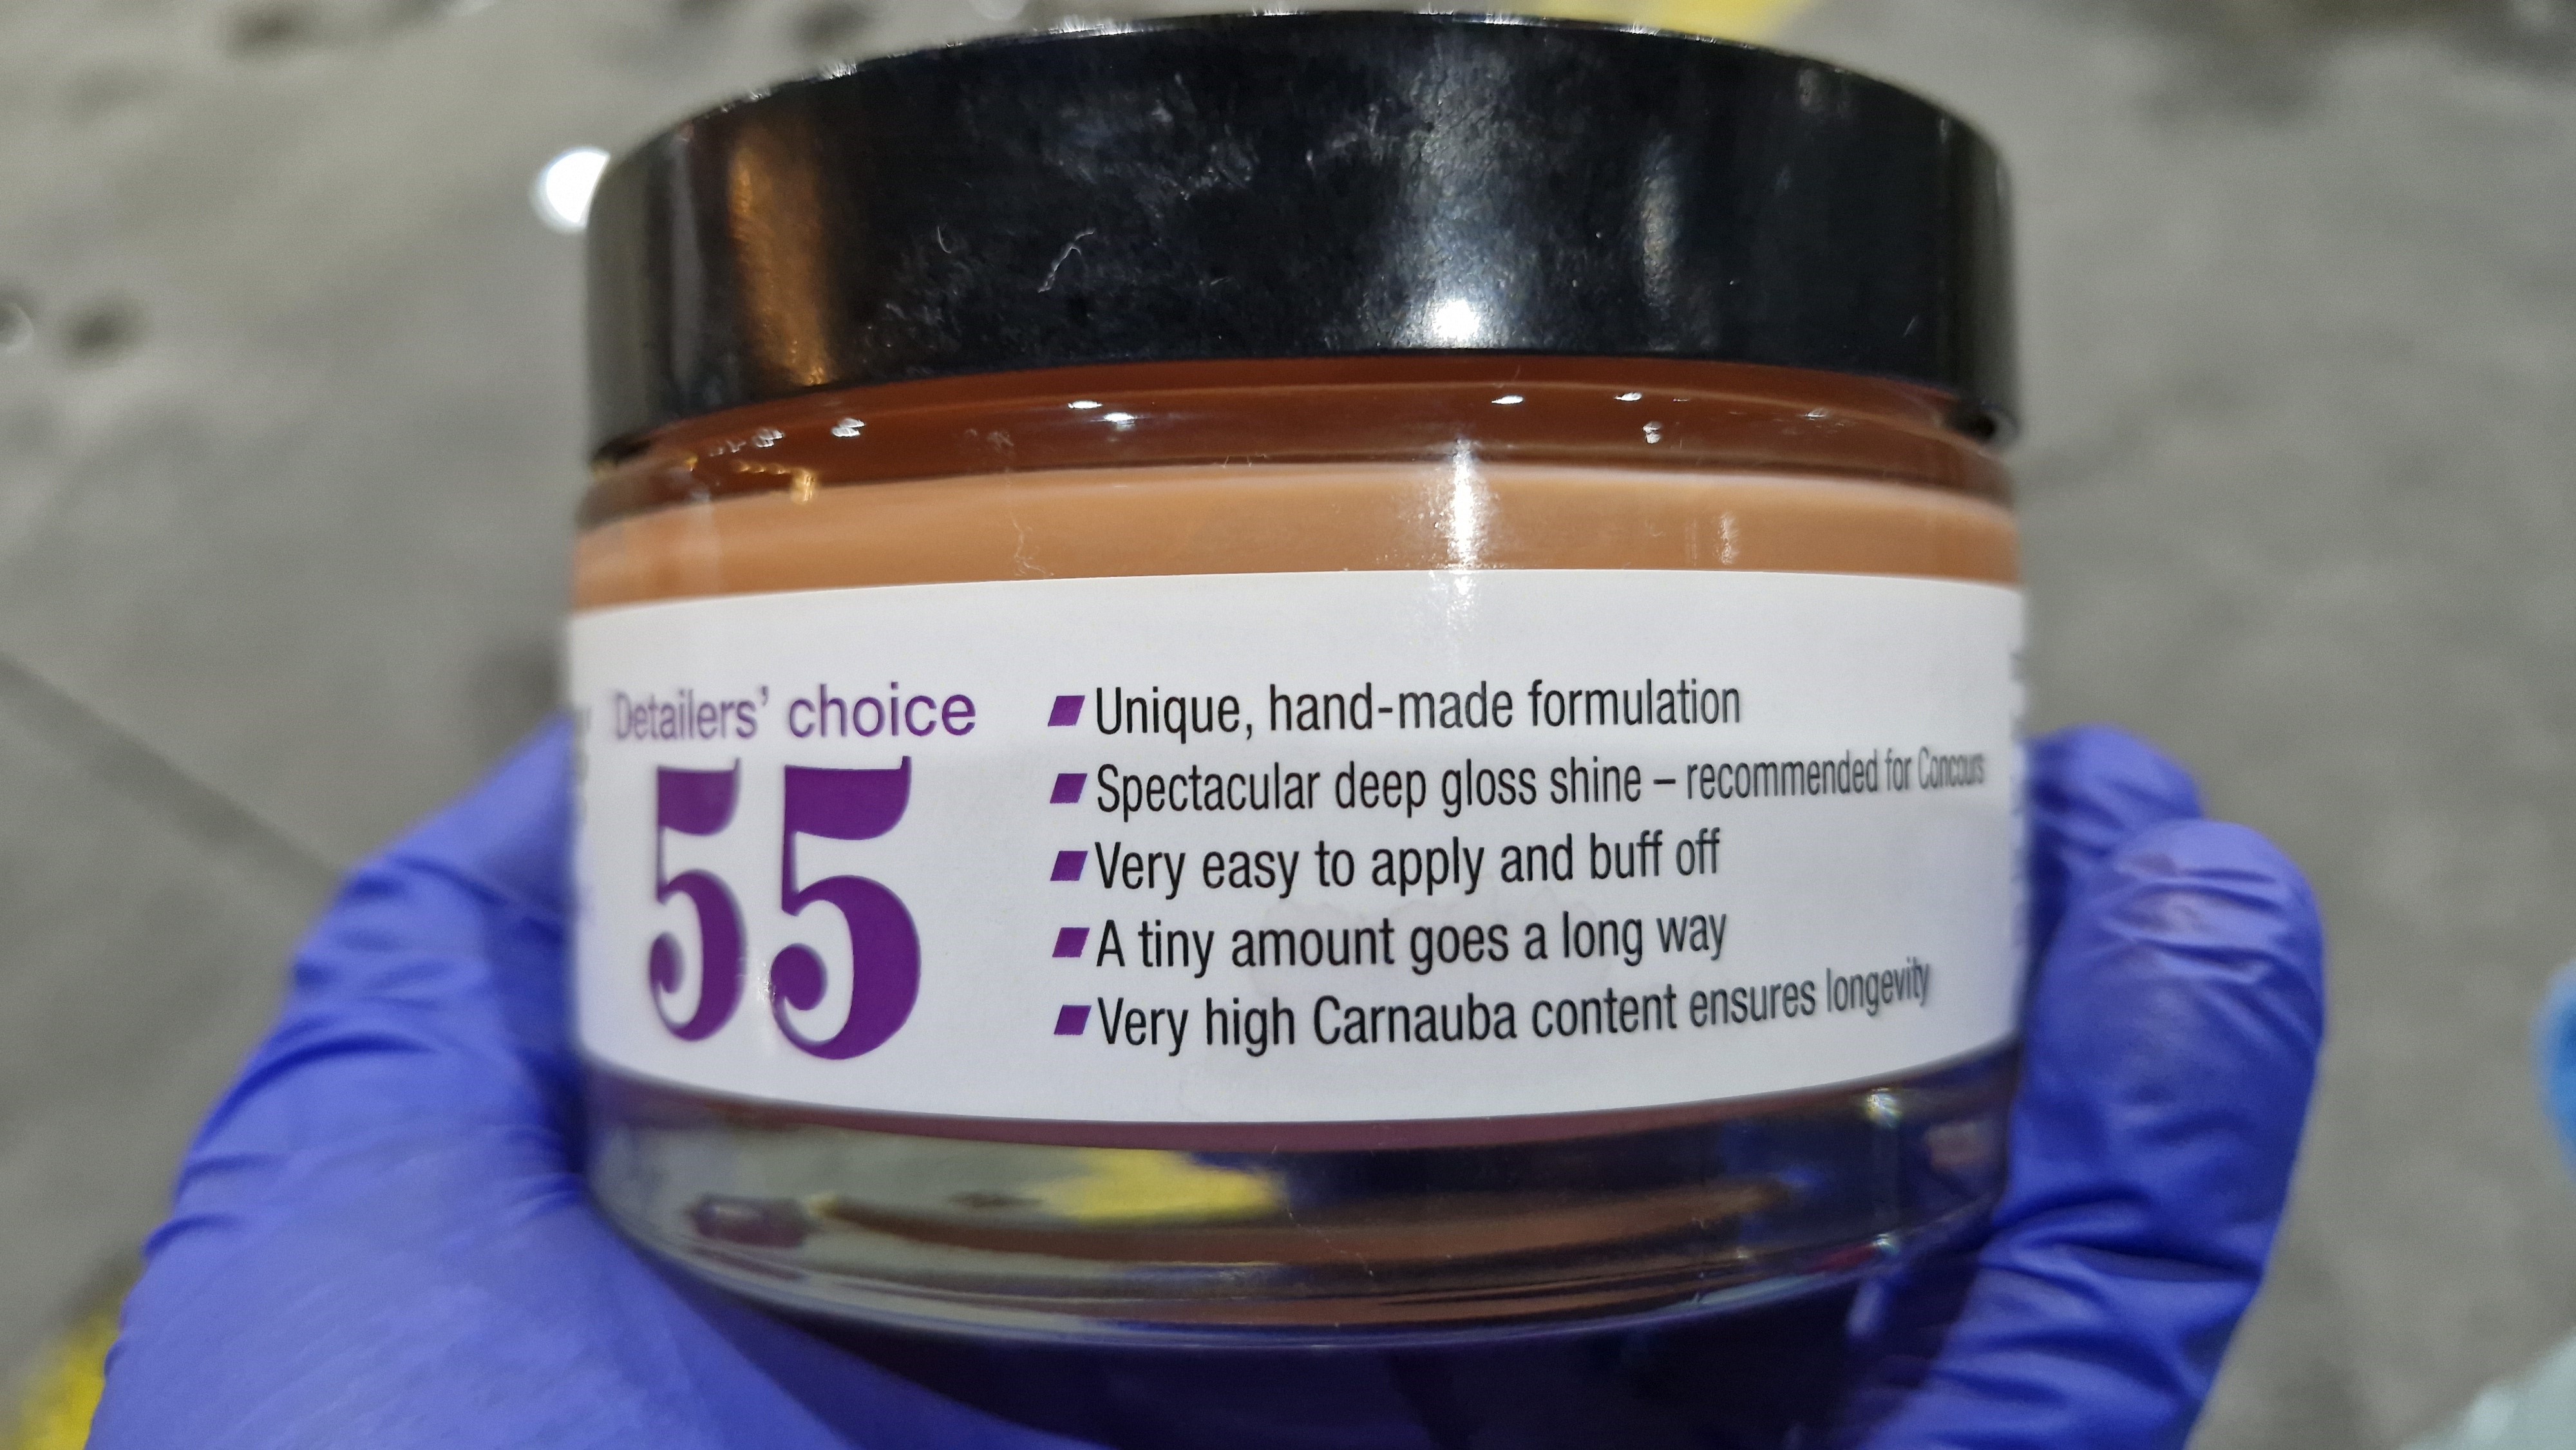 Detailers' choice
55
Unique, hand-made formulation
Spectacular deep gloss shine – recommended for Concours
Very easy to apply and buff off
A tiny amount goes a long way
Very high Carnauba content ensures longevity